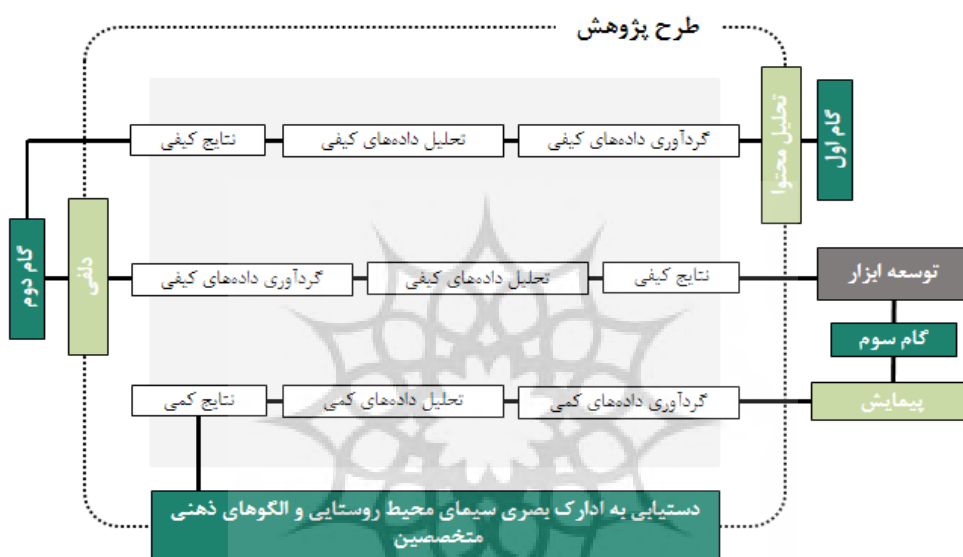 طرح پژوهش
گام اول
تحلیل محتوا
گردآوری داده‌های کیفی
تحلیل داده‌های کیفی
نتایج کیفی
گام دوم
دلفی
گردآوری داده‌های کیفی
تحلیل داده‌های کیفی
نتایج کیفی
توسعه ابزار
گام سوم
پیمایش
گردآوری داده‌های کمی
تحلیل داده‌های کمی
نتایج کمی
دستیابی به ادارک بصری سیمای محیط روستایی و الگوهای ذهنی
متخصصین